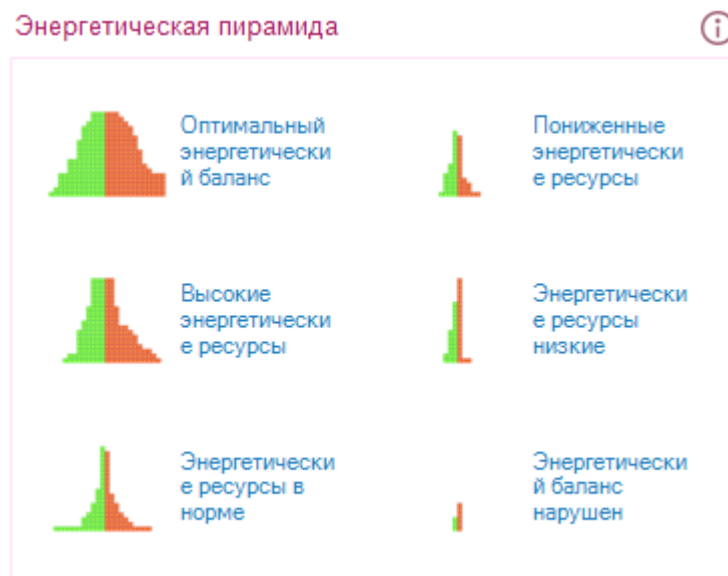 Энергетическая пирамида
Оптимальный
энергетически
й баланс
Пониженные
энергетически
е ресурсы
Высокие
энергетически
е ресурсы
Энергетически
е ресурсы
низкие
Энергетически
е ресурсы в
норме
Энергетически
й баланс
нарушен